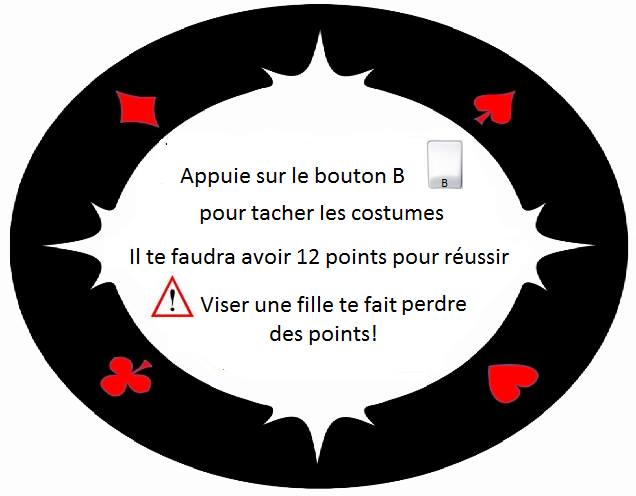 Appuie sur le bouton B
B
pour tacher les costumes
Il te faudra avoir 12 points pour réussir
! Viser une fille te fait perdre
des points!